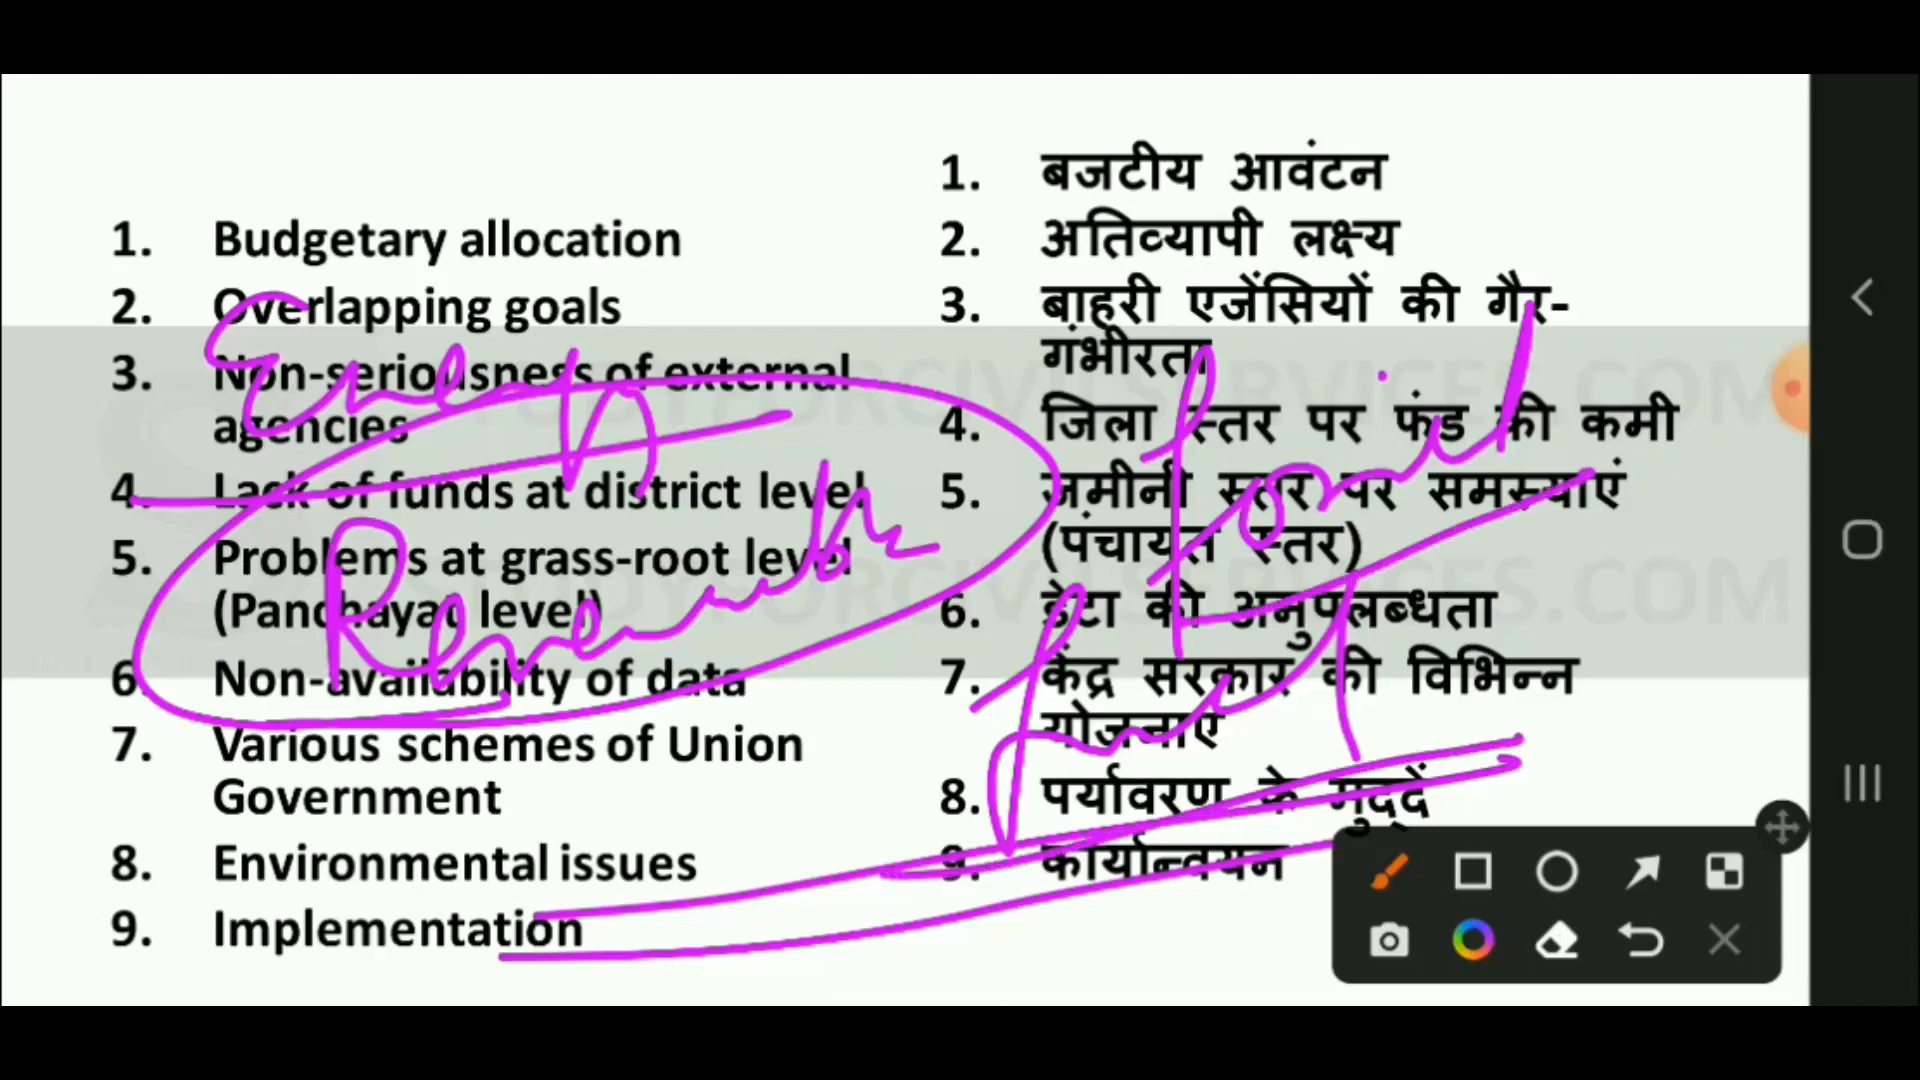 1. Budgetary allocation
2. Overlapping goals
3. Non-seriousness of external
agencies
4. Lack of funds at district level
5. Problems at grass-root level
(Panchayat level)
6. Non-availability of data
7. Various schemes of Union
Government
8. Environmental issues
9. Implementation
1. बजटीय आवंटन
2. अतिव्यापी लक्ष्य
3. बाहरी एजेंसियों की गैर-
गंभीरता
4. जिला स्तर पर फंड की कमी
5. जमीनी स्तर पर समस्याएं
(पंचायत स्तर)
6. डेटा की अनुपलब्धता
7. केंद्र सरकार की विभिन्न
योजनाएं
8. पर्यावरण के मुद्दें
9. कार्यान्वयन
Energy
Renewable
Fossil
fuel